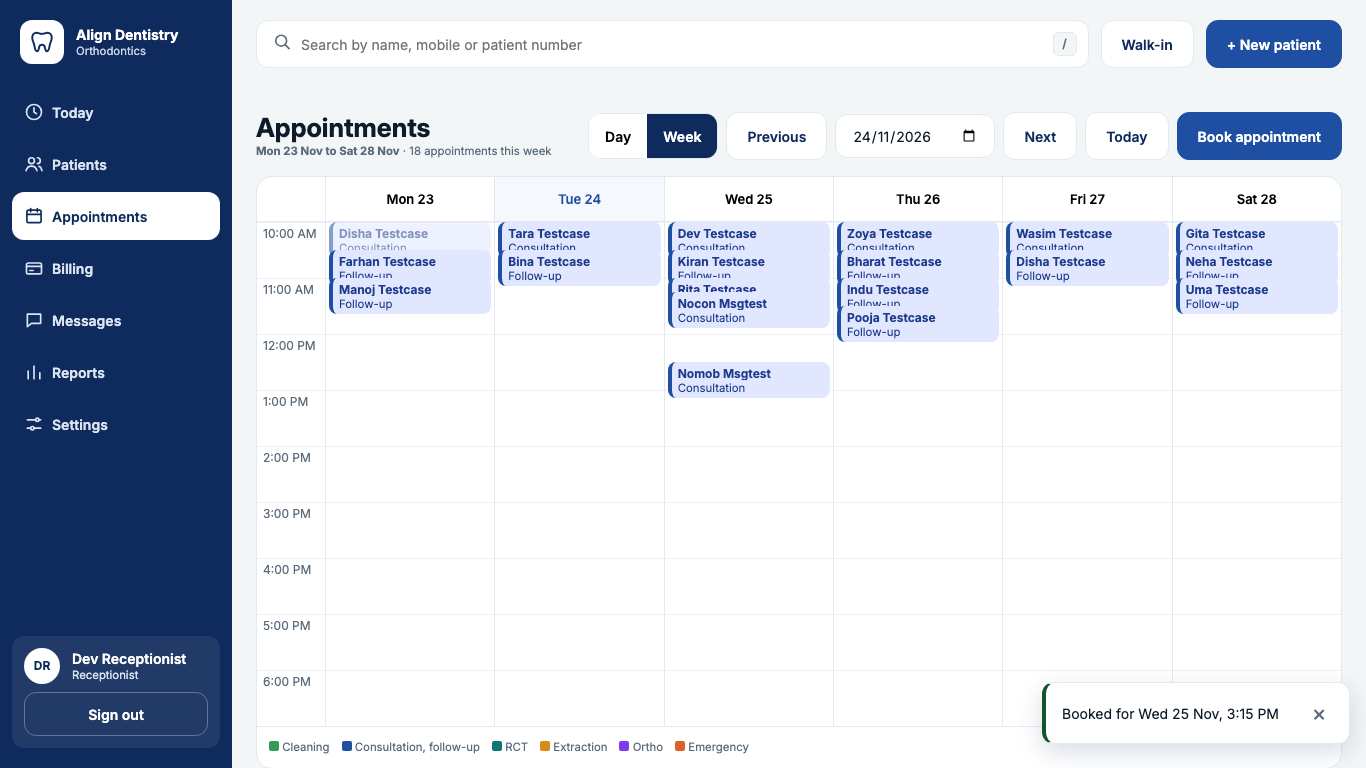 Align Dentistry
Orthodontics
Today
Patients
Appointments
Billing
Messages
Reports
Settings
DR
Dev Receptionist
Receptionist
Sign out
Search by name, mobile or patient number
/
Walk-in
+ New patient
Appointments
Mon 23 Nov to Sat 28 Nov · 18 appointments this week
Day
Week
Previous
24/11/2026
Next
Today
Book appointment
Mon 23
Tue 24
Wed 25
Thu 26
Fri 27
Sat 28
10:00 AM
11:00 AM
12:00 PM
1:00 PM
2:00 PM
3:00 PM
4:00 PM
5:00 PM
6:00 PM
Disha Testcase
Consultation
Farhan Testcase
Follow-up
Manoj Testcase
Follow-up
Tara Testcase
Consultation
Bina Testcase
Follow-up
Dev Testcase
Consultation
Kiran Testcase
Follow-up
Rita Testcase
Nocon Msgtest
Consultation
Nomob Msgtest
Consultation
Zoya Testcase
Consultation
Bharat Testcase
Follow-up
Indu Testcase
Follow-up
Pooja Testcase
Follow-up
Wasim Testcase
Consultation
Disha Testcase
Follow-up
Gita Testcase
Consultation
Neha Testcase
Follow-up
Uma Testcase
Follow-up
Cleaning
Consultation, follow-up
RCT
Extraction
Ortho
Emergency
Booked for Wed 25 Nov, 3:15 PM